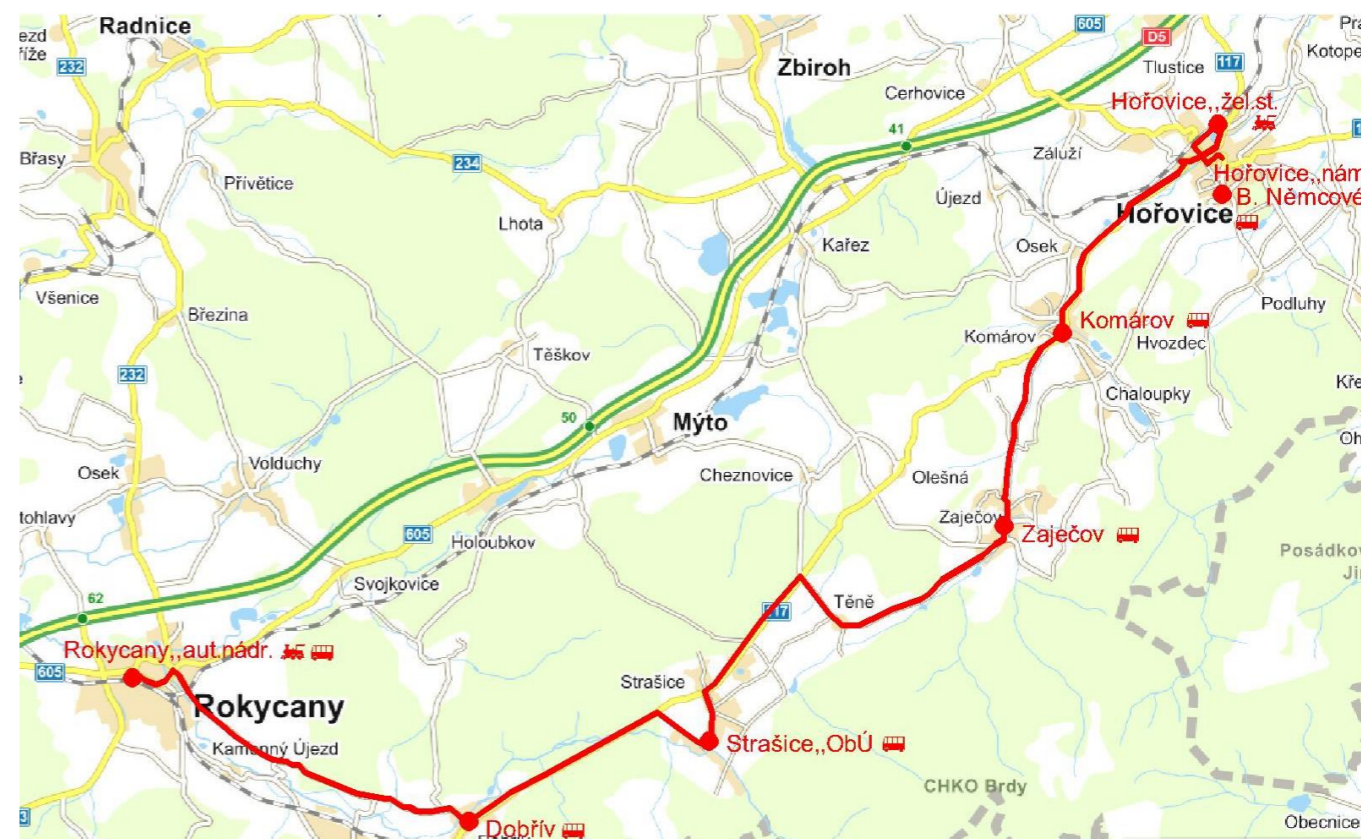 Radnice
605
D5
Kotope
232
Zbiroh
Tlustice
117
Cerhovice
Hořovice,,žel.st.
Břasy
234
41
Záluží
Přívětice
Hořovice,,nám
B. Němcové
Újezd
Hořovice
Lhota
Kařez
Osek
Všenice
Podluhy
Březina
Komárov
Komárov
Hvozdec
Těškov
232
Chaloupky
50
Mýto
Osek
Volduchy
Cheznovice
Olešná
Zaječov
Zaječov
605
Holoubkov
Svojkovice
62
Těně
117
Rokycany,,aut.nádr.
605
Strašice
Rokycany
Kamenný Újezd
Strašice,,ObÚ
CHKO Brdy
Dobřív
Obecnice